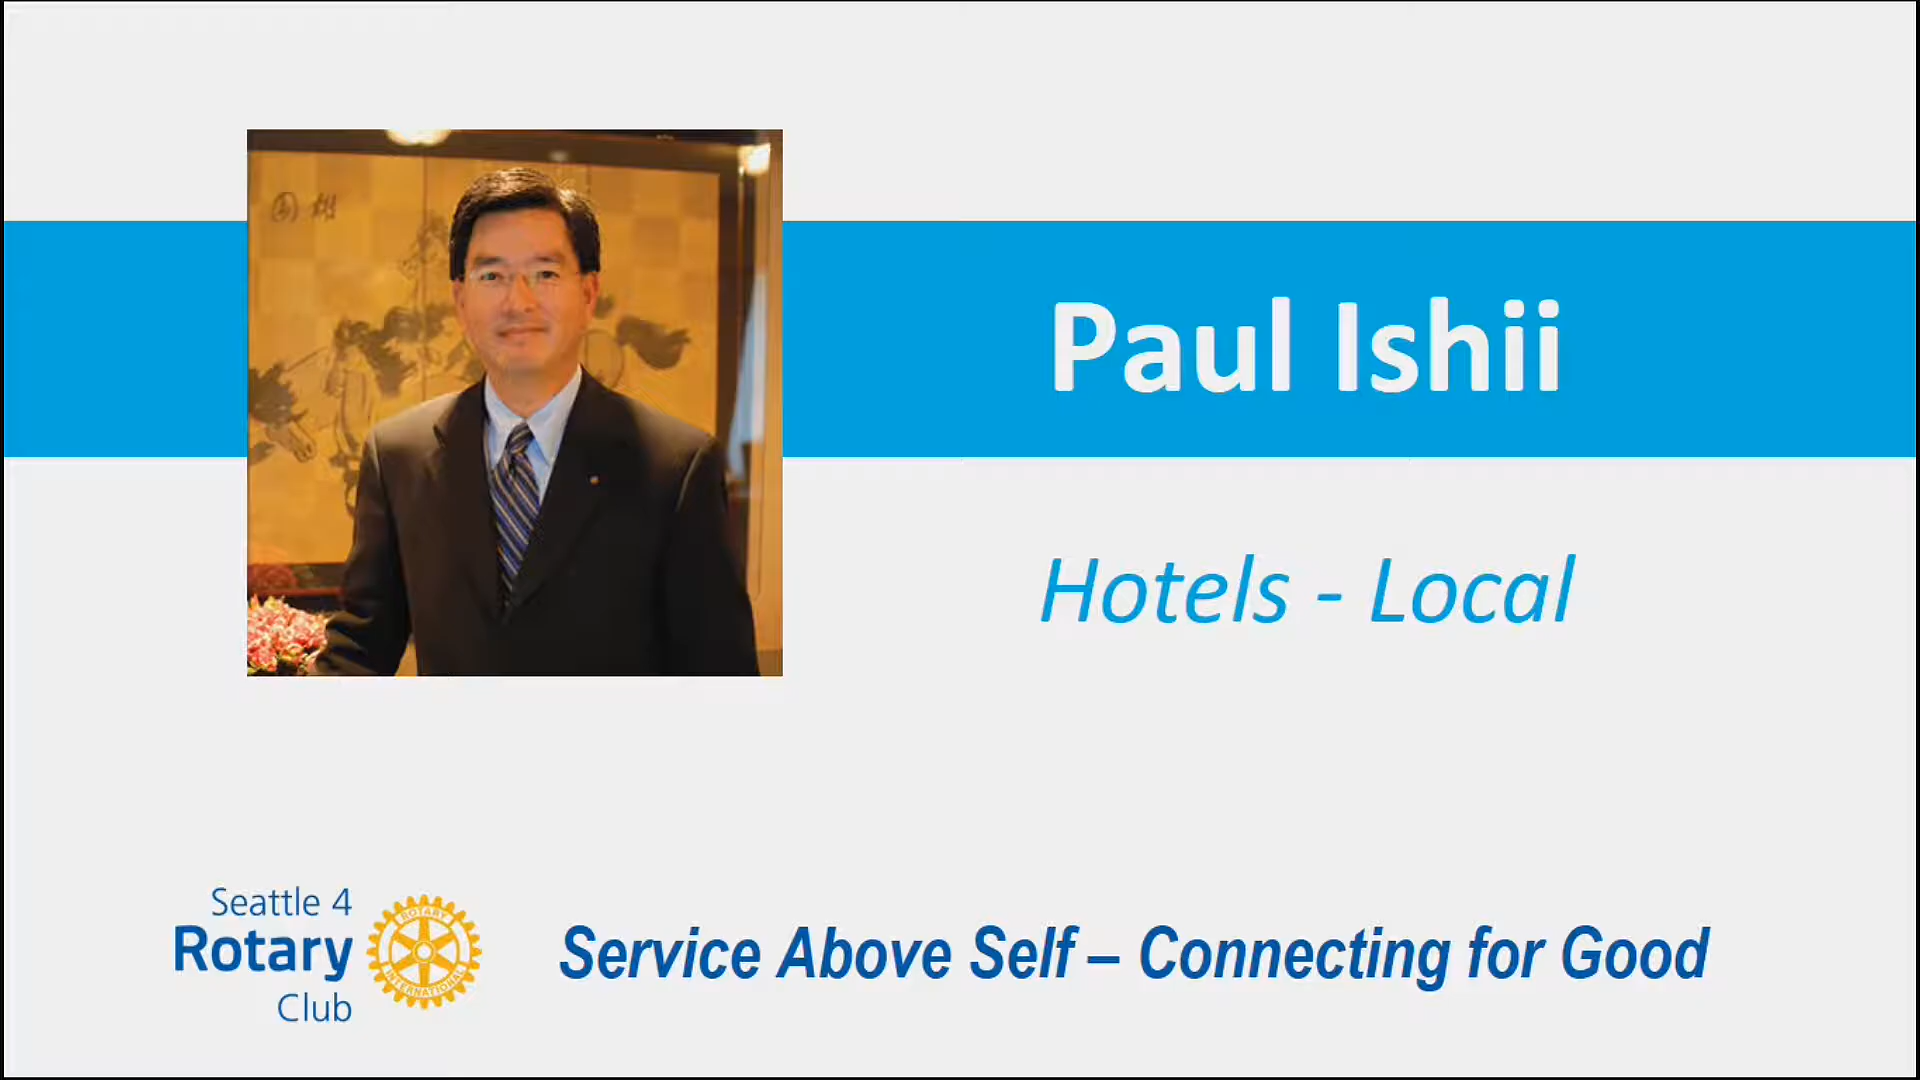 Paul Ishii
Hotels - Local
Seattle 4
Rotary
Club
ROTARY
INTERNATIONAL
Service Above Self – Connecting for Good